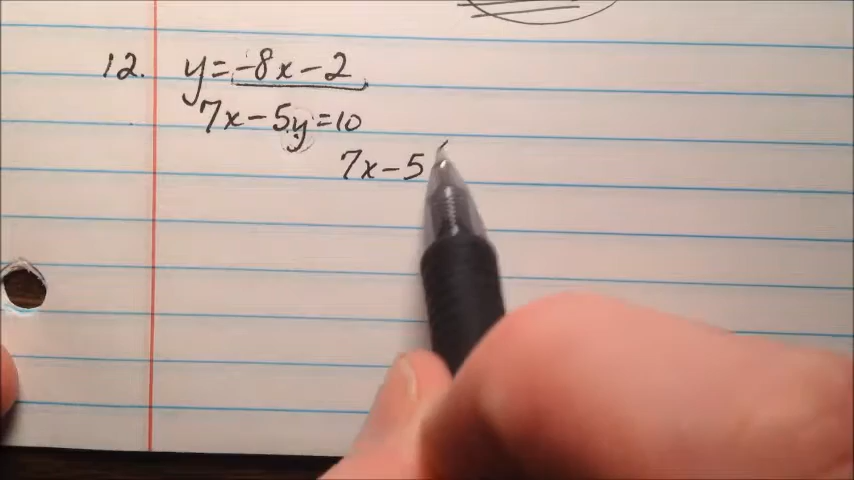 12. y = -8x - 2
7x - 5y = 10
7x - 5